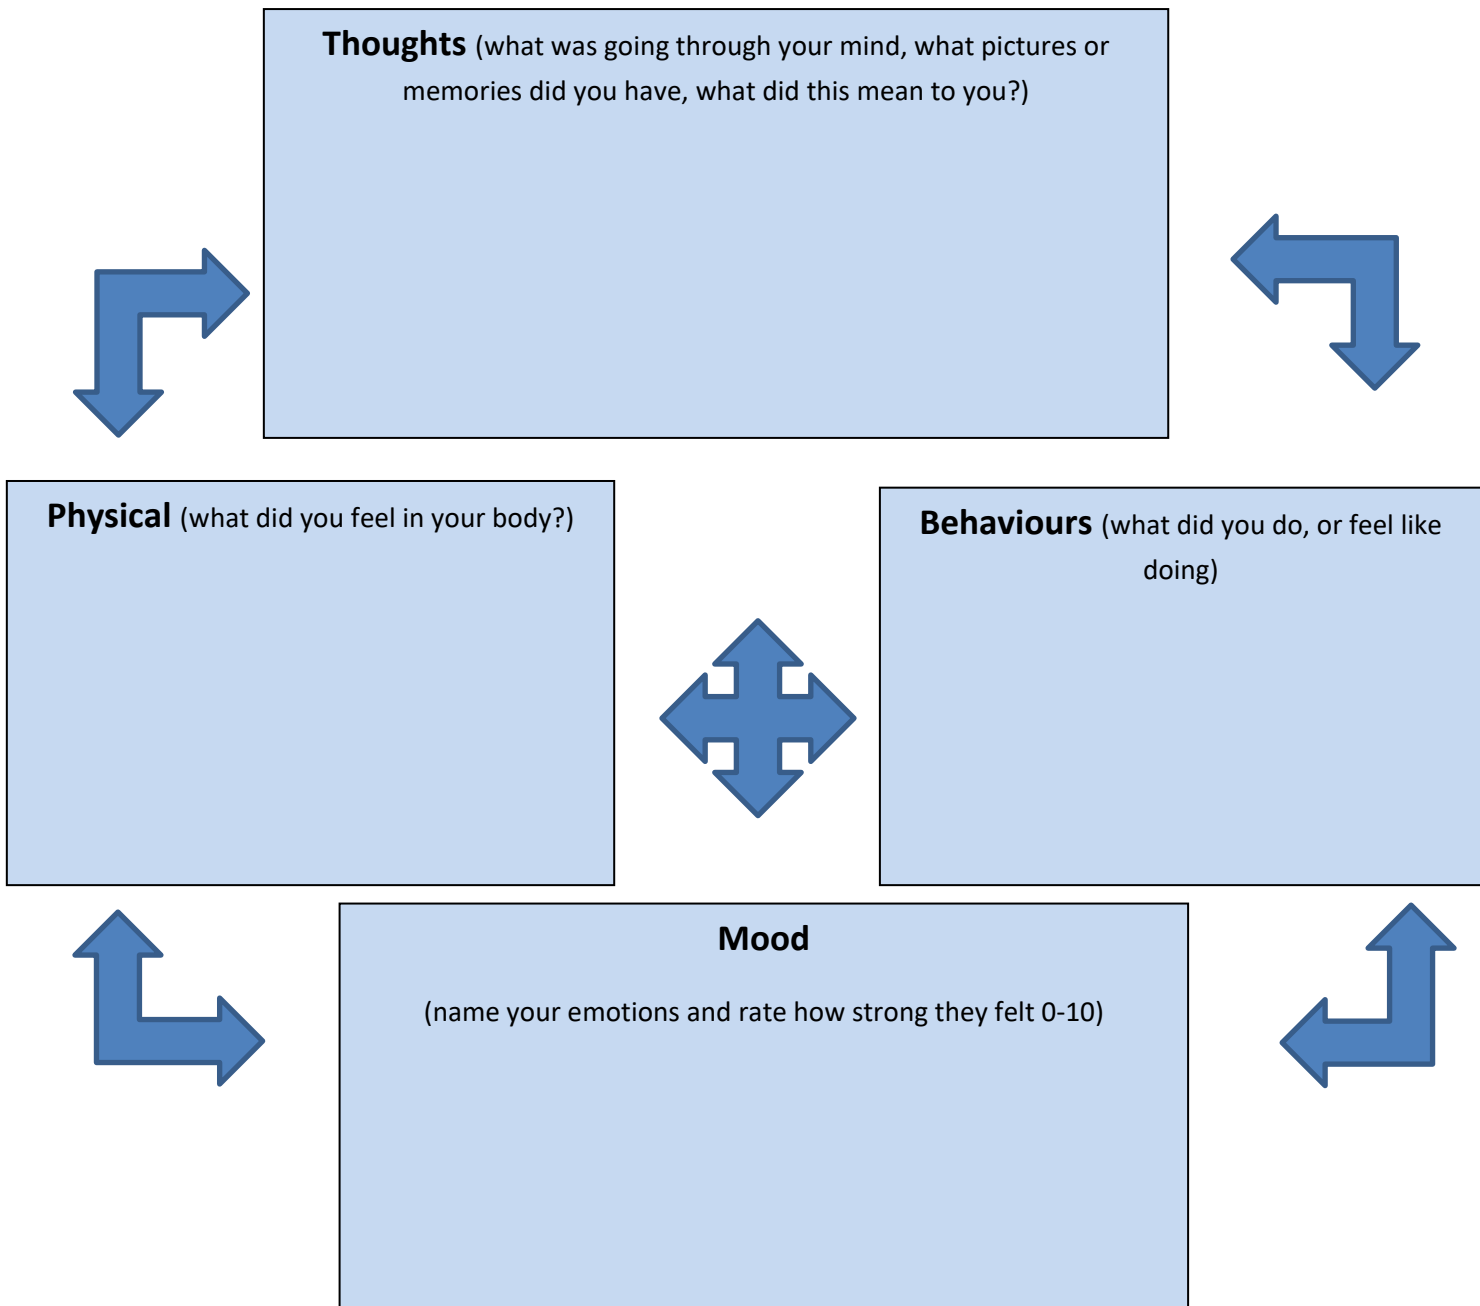 Thoughts (what was going through your mind, what pictures or
memories did you have, what did this mean to you?)
Physical (what did you feel in your body?)
Behaviours (what did you do, or feel like
doing)
Mood
(name your emotions and rate how strong they felt 0-10)